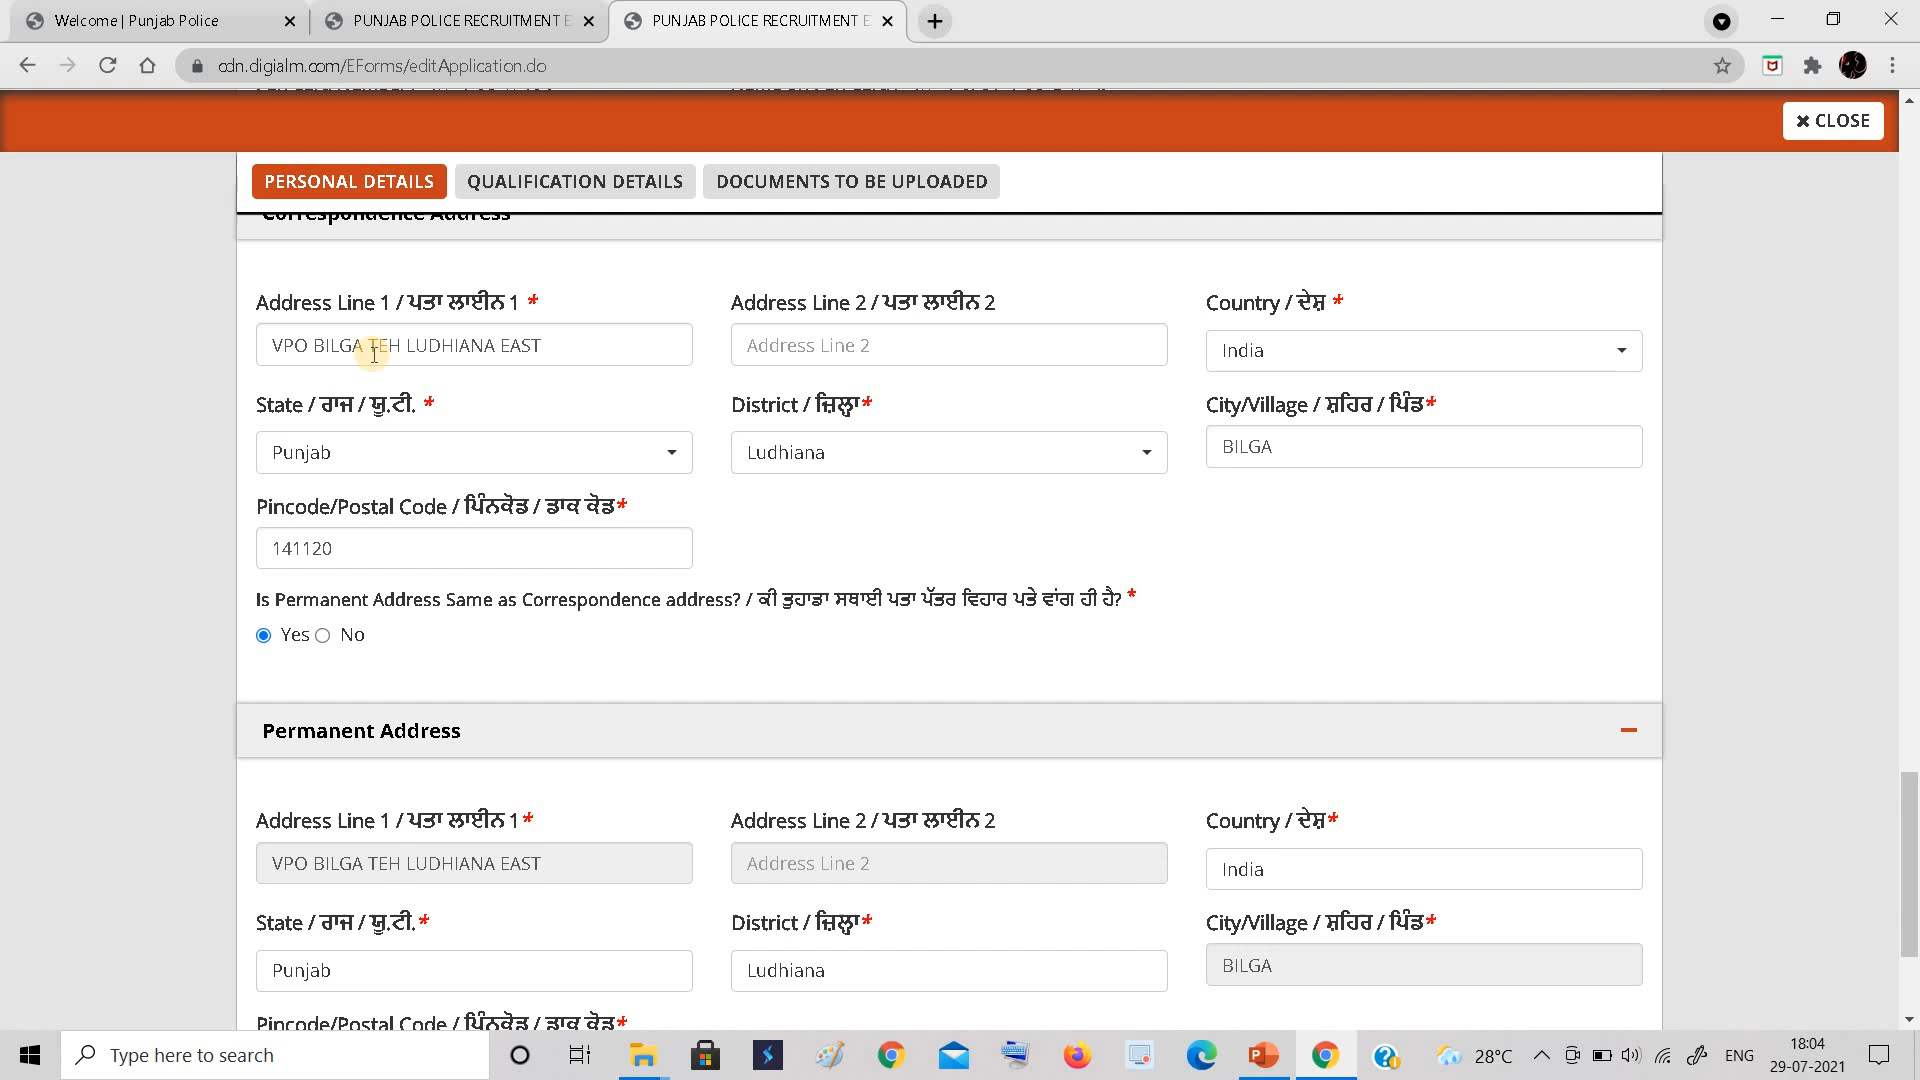 Welcome | Punjab Police
PUNJAB POLICE RECRUITMENT E
PUNJAB POLICE RECRUITMENT E
cdn.digialm.com/EForms/editApplication.do
CLOSE
PERSONAL DETAILS QUALIFICATION DETAILS DOCUMENTS TO BE UPLOADED
Correspondence Address
Address Line 1 / ਪਤਾ ਲਾਈਨ 1 * Address Line 2 / ਪਤਾ ਲਾਈਨ 2 Country / ਦੇਸ਼ *
VPO BILGA TEH LUDHIANA EAST Address Line 2 India
State / ਰਾਜ / ਯੂ.ਟੀ. * District / ਜ਼ਿਲ੍ਹਾ* City/Village / ਸ਼ਹਿਰ / ਪਿੰਡ*
Punjab Ludhiana BILGA
Pincode/Postal Code / ਪਿੰਨਕੋਡ / ਡਾਕ ਕੋਡ*
141120
Is Permanent Address Same as Correspondence address? / ਕੀ ਤੁਹਾਡਾ ਸਥਾਈ ਪਤਾ ਪੱਤਰ ਵਿਹਾਰ ਪਤੇ ਵਾਂਗ ਹੀ ਹੈ? *
Yes No
Permanent Address
Address Line 1 / ਪਤਾ ਲਾਈਨ 1* Address Line 2 / ਪਤਾ ਲਾਈਨ 2 Country / ਦੇਸ਼*
VPO BILGA TEH LUDHIANA EAST Address Line 2 India
State / ਰਾਜ / ਯੂ.ਟੀ.* District / ਜ਼ਿਲ੍ਹਾ* City/Village / ਸ਼ਹਿਰ / ਪਿੰਡ*
Punjab Ludhiana BILGA
Pincode/Postal Code / ਪਿੰਨਕੋਡ / ਡਾਕ ਕੋਡ*
Type here to search
28°C ENG
18:04
29-07-2021